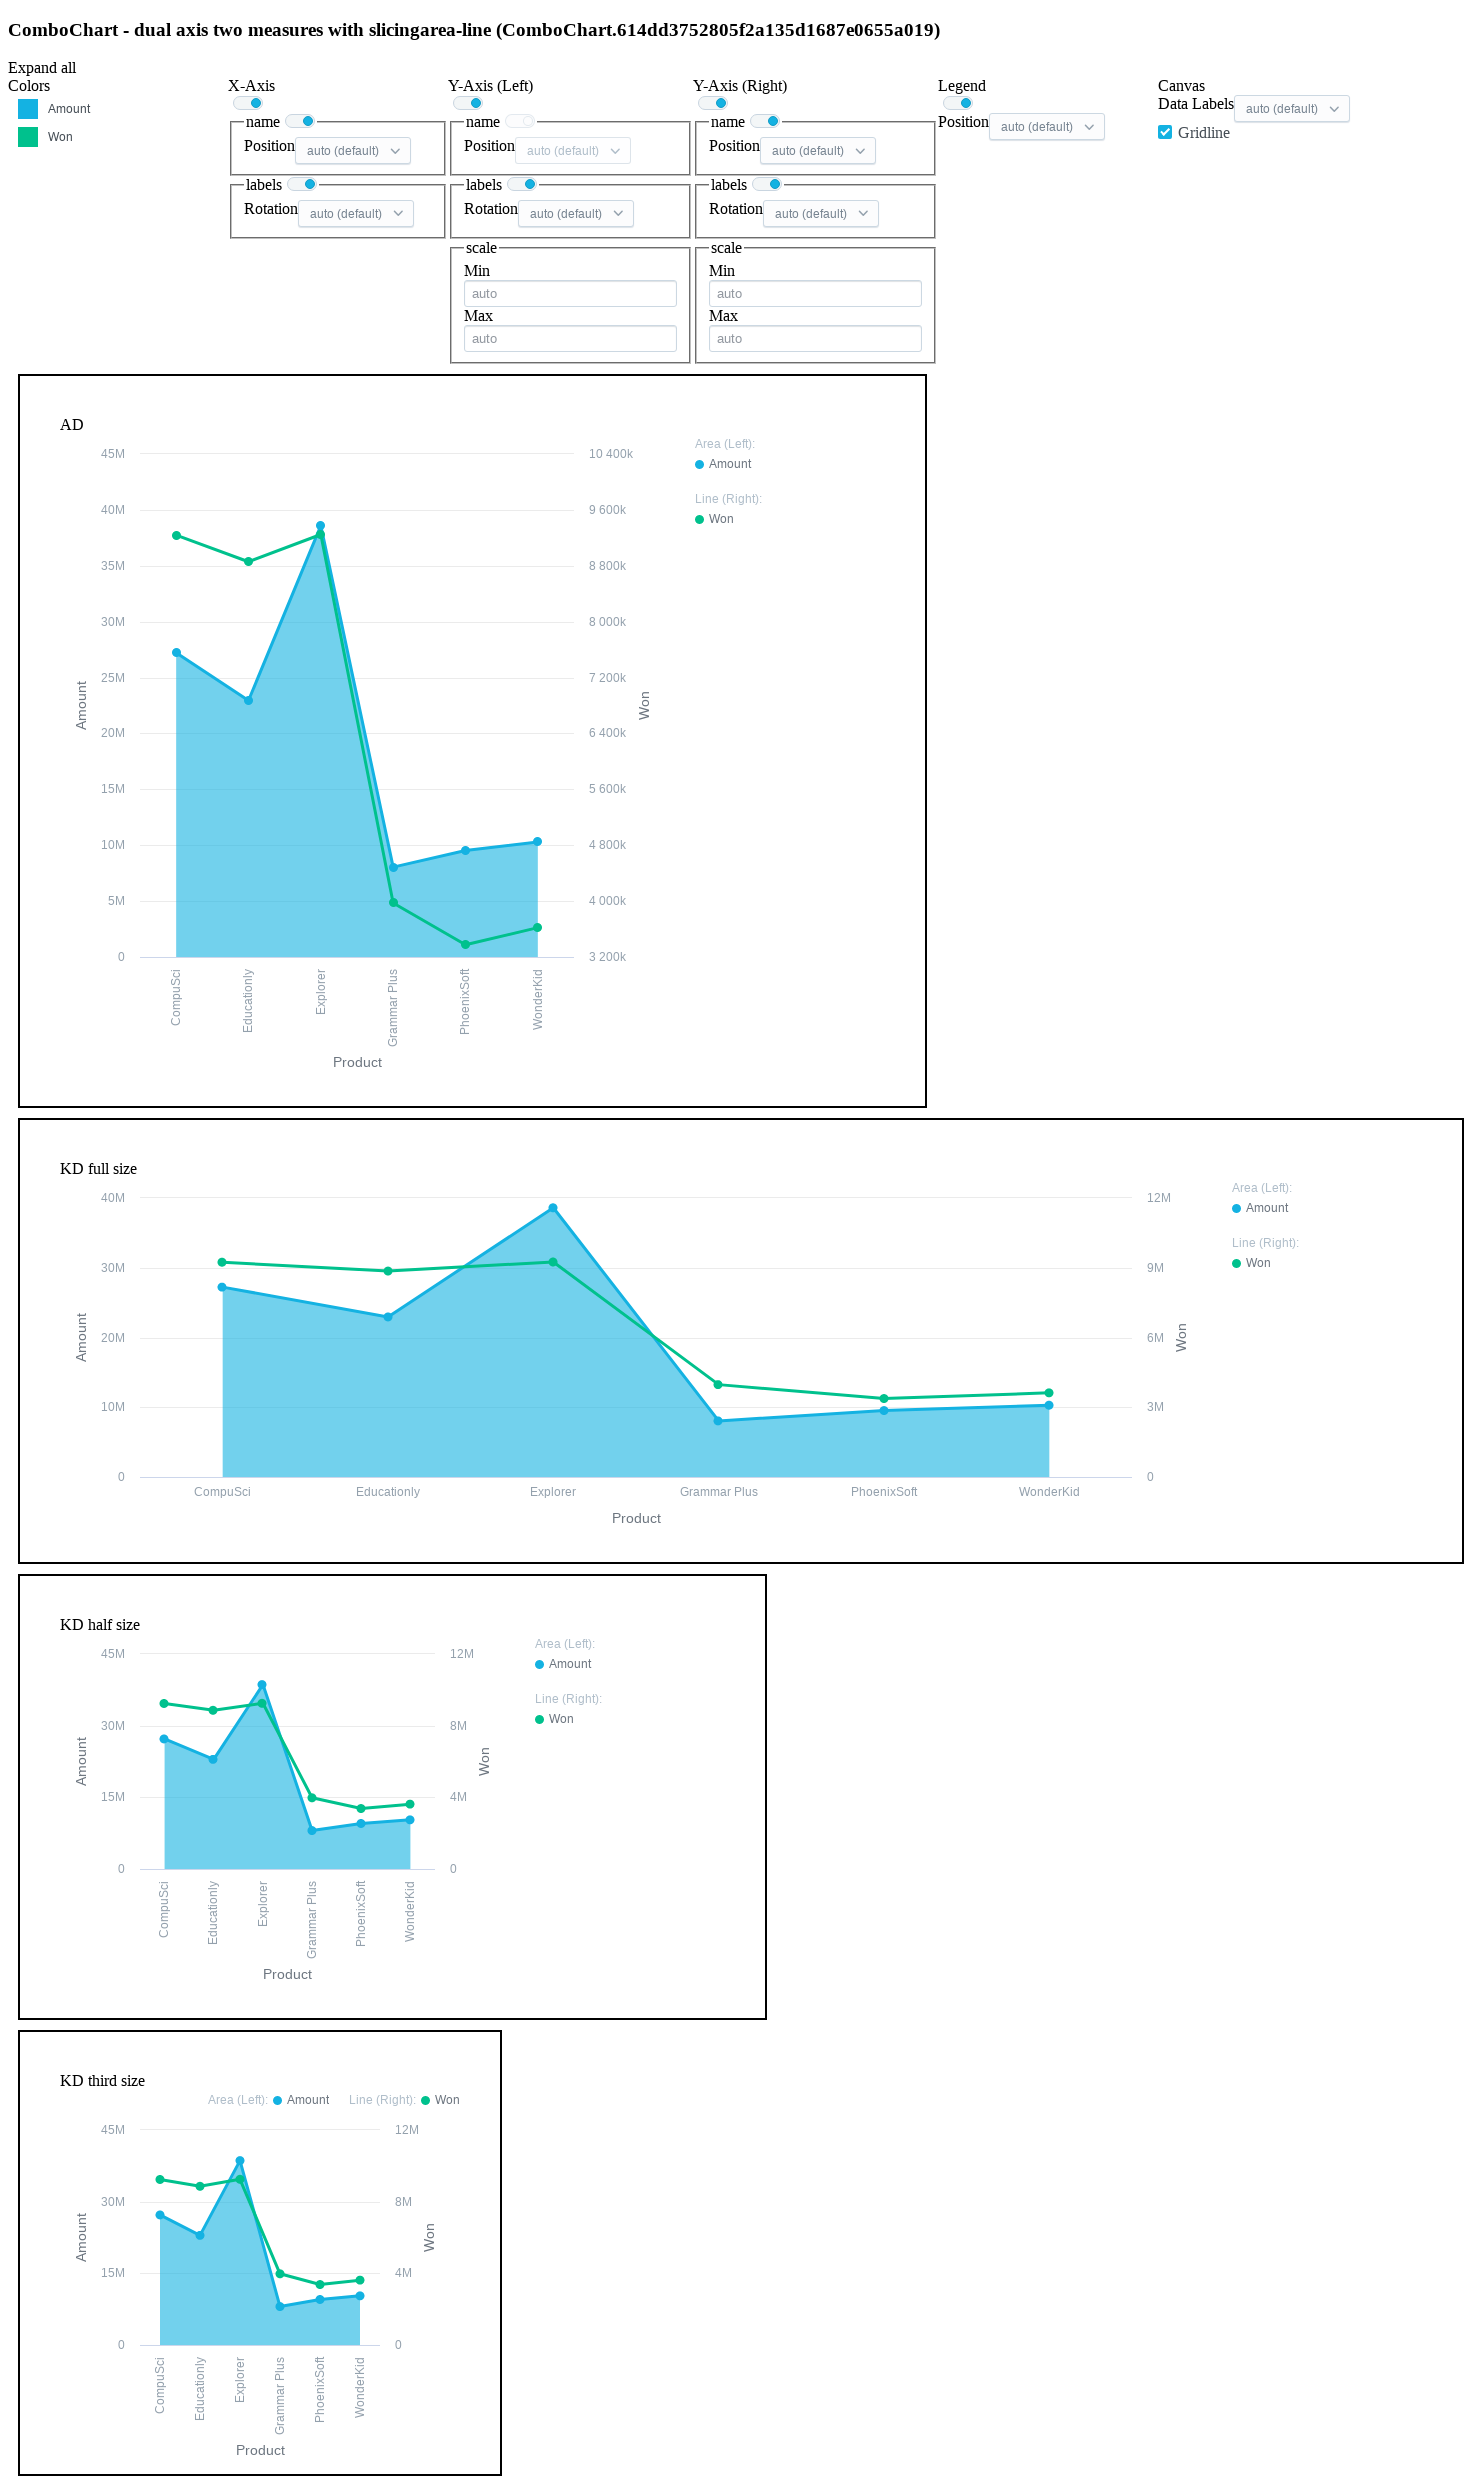 ComboChart - dual axis two measures with slicingarea-line (ComboChart.614dd3752805f2a135d1687e0655a019)
Expand all
Colors
Amount
Won
X-Axis
name
Position auto (default)
labels
Rotation auto (default)
Y-Axis (Left)
name
Position auto (default)
labels
Rotation auto (default)
scale
Min
auto
Max
auto
Y-Axis (Right)
name
Position auto (default)
labels
Rotation auto (default)
scale
Min
auto
Max
auto
Legend
Position auto (default)
Canvas
Data Labels auto (default)
Gridline
AD
45M
40M
35M
30M
25M
20M
15M
10M
5M
0
Amount
10 400k
9 600k
8 800k
8 000k
7 200k
6 400k
5 600k
4 800k
4 000k
3 200k
Won
CompuSci
Educationly
Explorer
Grammar Plus
PhoenixSoft
WonderKid
Product
Area (Left):
Amount
Line (Right):
Won
KD full size
40M
30M
20M
10M
0
Amount
12M
9M
6M
3M
0
Won
CompuSci
Educationly
Explorer
Grammar Plus
PhoenixSoft
WonderKid
Product
Area (Left):
Amount
Line (Right):
Won
KD half size
45M
30M
15M
0
Amount
12M
8M
4M
0
Won
CompuSci
Educationly
Explorer
Grammar Plus
PhoenixSoft
WonderKid
Product
Area (Left):
Amount
Line (Right):
Won
KD third size
Area (Left): Amount Line (Right): Won
45M
30M
15M
0
Amount
12M
8M
4M
0
Won
CompuSci
Educationly
Explorer
Grammar Plus
PhoenixSoft
WonderKid
Product